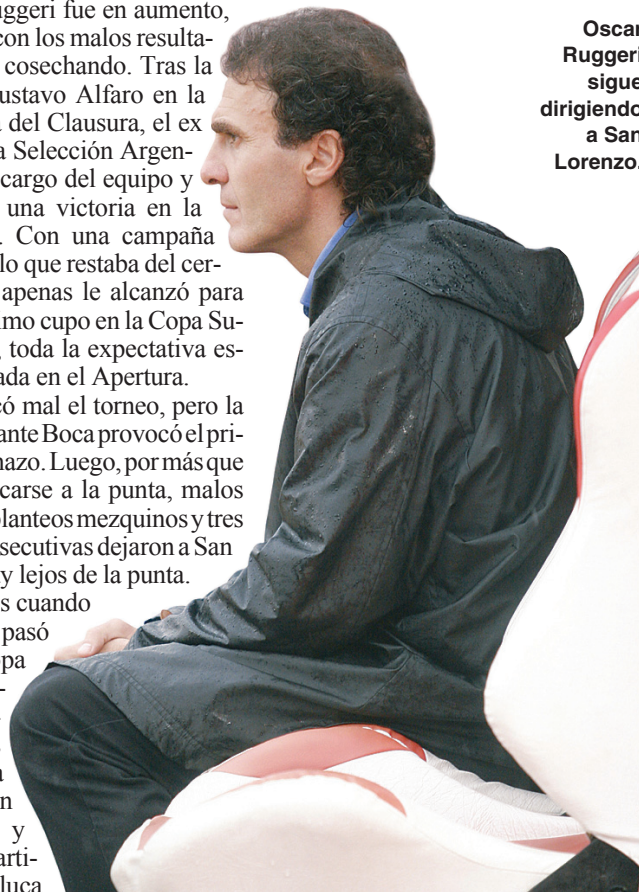 uggeri fue en aumento,
con los malos resulta-
cosechando. Tras la
ustavo Alfaro en la
a del Clausura, el ex
a Selección Argen-
cargo del equipo y
una victoria en la
. Con una campaña
lo que restaba del cer-
apenas le alcanzó para
imo cupo en la Copa Su-
, toda la expectativa es-
ada en el Apertura.
có mal el torneo, pero la
ante Boca provocó el pri-
nazo. Luego, por más que
carse a la punta, malos
planteos mezquinos y tres
secutivas dejaron a San
y lejos de la punta.
s cuando
pasó
pa
-
a
n
y
arti-
luca
Oscar
Ruggeri
sigue
dirigiendo
a San
Lorenzo.